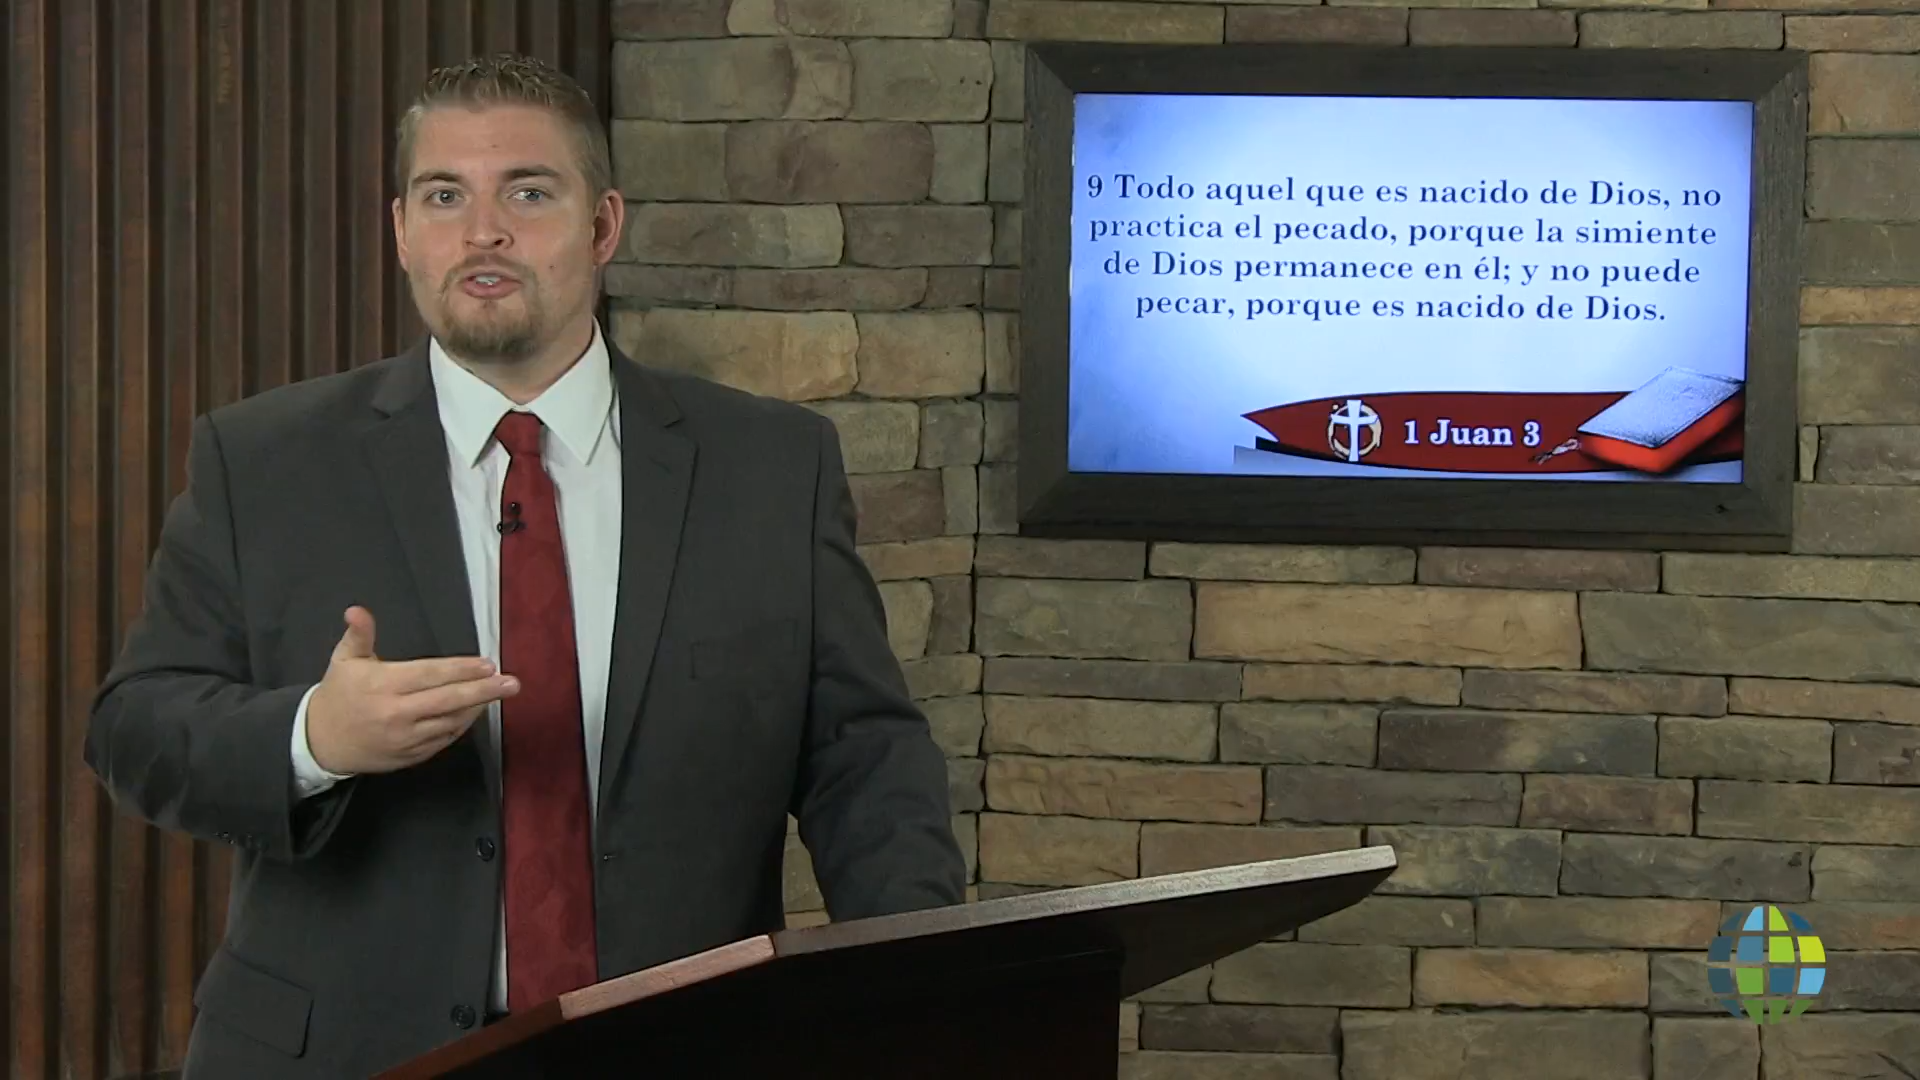 9 Todo aquel que es nacido de Dios, no
practica el pecado, porque la simiente
de Dios permanece en él; y no puede
pecar, porque es nacido de Dios.
1 Juan 3